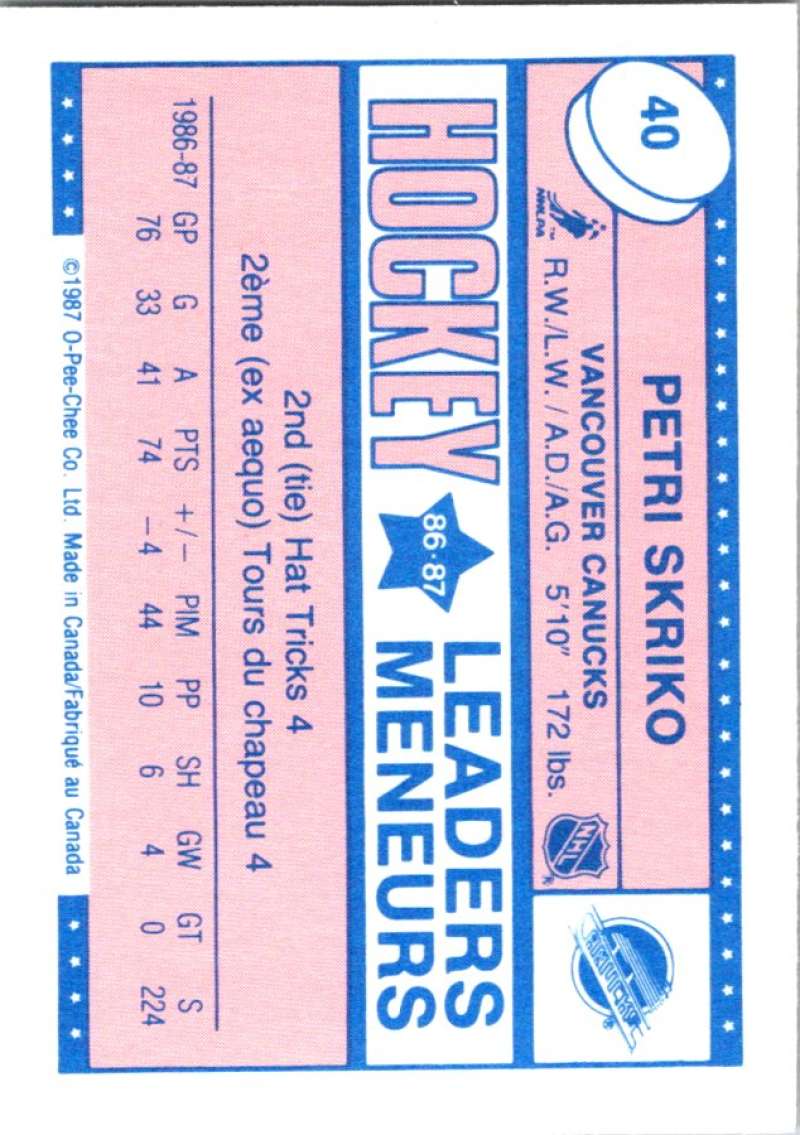 40
PETRI SKRIKO
VANCOUVER CANUCKS
NHLPA™ R.W./L.W. / A.D./A.G. 5'10" 172 lbs.
NHL ®
CANUCKS ®
HOCKEY 86·87 LEADERS
MENEURS
2nd (tie) Hat Tricks 4
2ème (ex aequo) Tours du chapeau 4
1986-87 GP G A PTS +/− PIM PP SH GW GT S
76 33 41 74 −4 44 10 6 4 0 224
©1987 O-Pee-Chee Co. Ltd. Made in Canada/Fabriqué au Canada